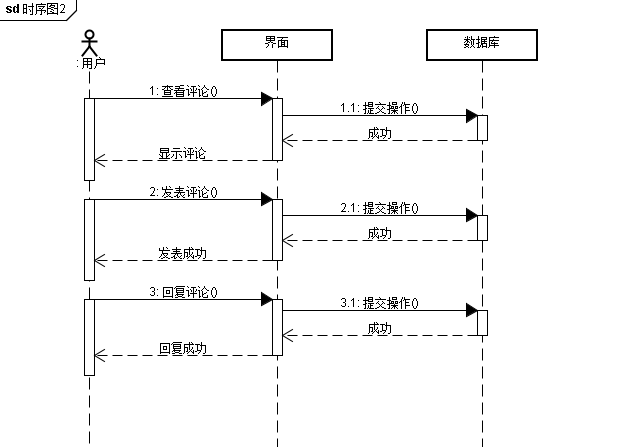 sd 时序图2
界面
数据库
: 用户
1: 查看评论()
1.1: 提交操作()
成功
显示评论
2: 发表评论()
2.1: 提交操作()
成功
发表成功
3: 回复评论()
3.1: 提交操作()
成功
回复成功